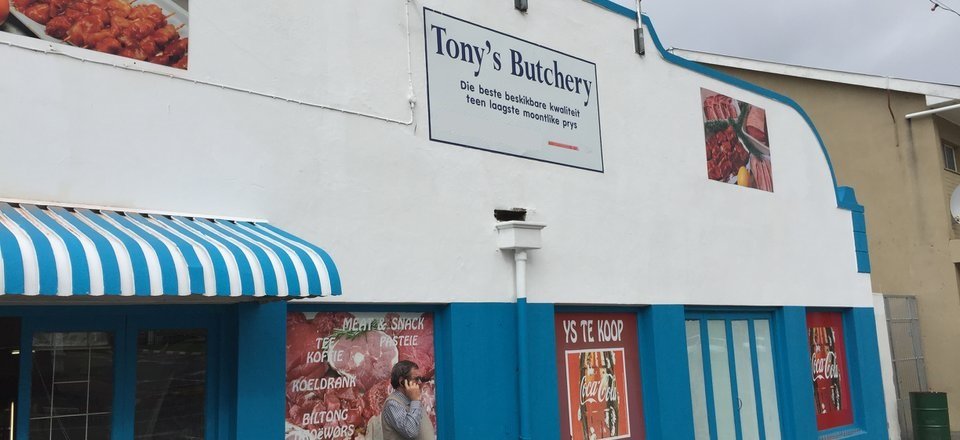 Tony's Butchery
Die beste beskikbare kwaliteit
teen laagste moontlike prys
MEAT & SNACK
TEE PASTEIE
KOFFIE
KOELDRANK
BILTONG
DROËWORS
YS TE KOOP
Coca-Cola
Coca-Cola